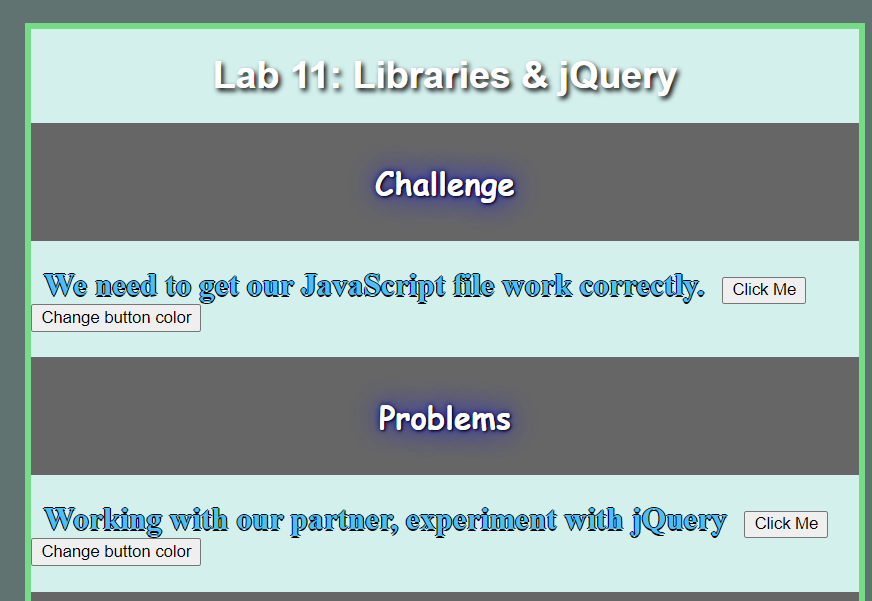 Lab 11: Libraries & jQuery
Challenge
We need to get our JavaScript file work correctly. Click Me
Change button color
Problems
Working with our partner, experiment with jQuery Click Me
Change button color